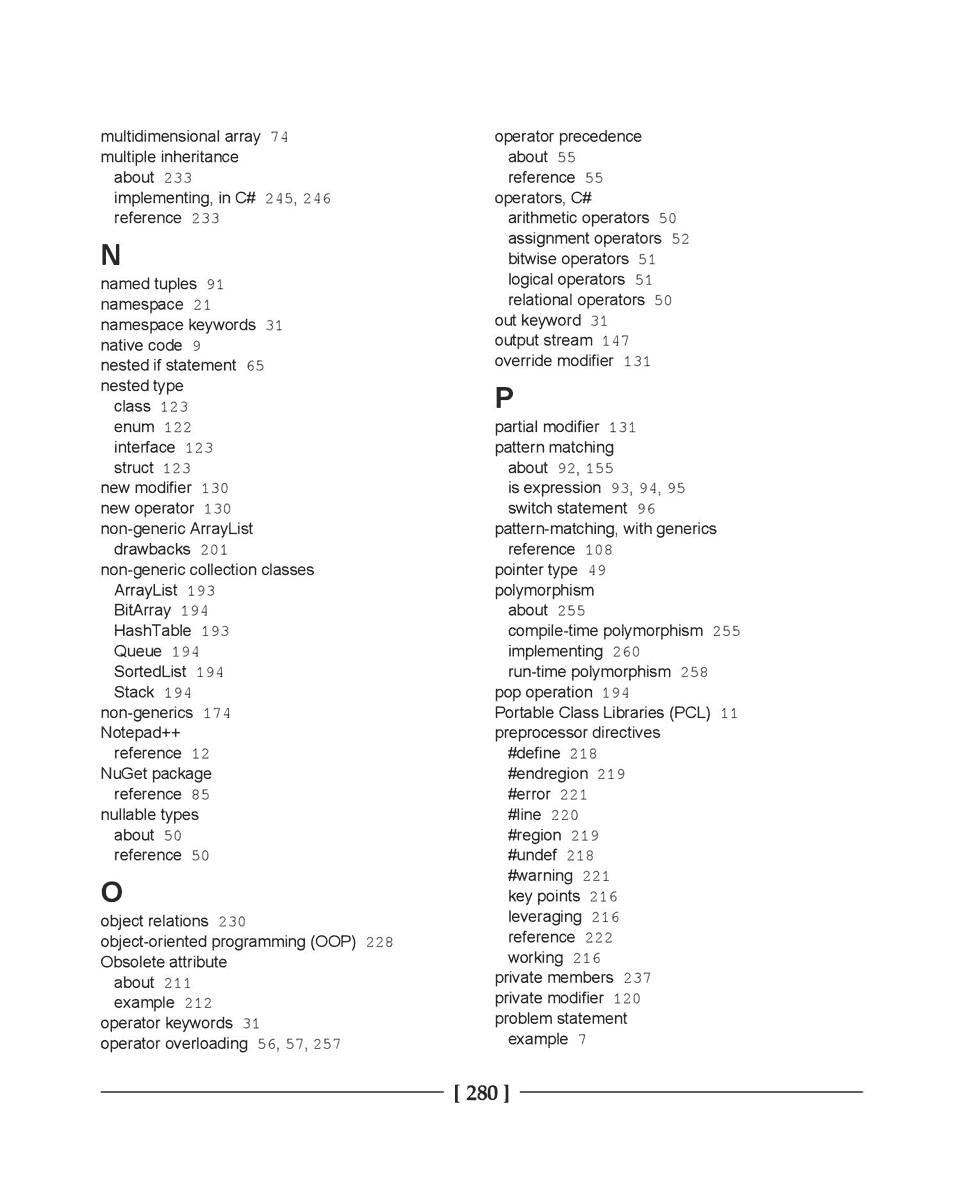 multidimensional array 74
multiple inheritance
about 233
implementing, in C# 245, 246
reference 233
N
named tuples 91
namespace 21
namespace keywords 31
native code 9
nested if statement 65
nested type
class 123
enum 122
interface 123
struct 123
new modifier 130
new operator 130
non-generic ArrayList
drawbacks 201
non-generic collection classes
ArrayList 193
BitArray 194
HashTable 193
Queue 194
SortedList 194
Stack 194
non-generics 174
Notepad++
reference 12
NuGet package
reference 85
nullable types
about 50
reference 50
O
object relations 230
object-oriented programming (OOP) 228
Obsolete attribute
about 211
example 212
operator keywords 31
operator overloading 56, 57, 257
operator precedence
about 55
reference 55
operators, C#
arithmetic operators 50
assignment operators 52
bitwise operators 51
logical operators 51
relational operators 50
out keyword 31
output stream 147
override modifier 131
P
partial modifier 131
pattern matching
about 92, 155
is expression 93, 94, 95
switch statement 96
pattern-matching, with generics
reference 108
pointer type 49
polymorphism
about 255
compile-time polymorphism 255
implementing 260
run-time polymorphism 258
pop operation 194
Portable Class Libraries (PCL) 11
preprocessor directives
#define 218
#endregion 219
#error 221
#line 220
#region 219
#undef 218
#warning 221
key points 216
leveraging 216
reference 222
working 216
private members 237
private modifier 120
problem statement
example 7
[ 280 ]